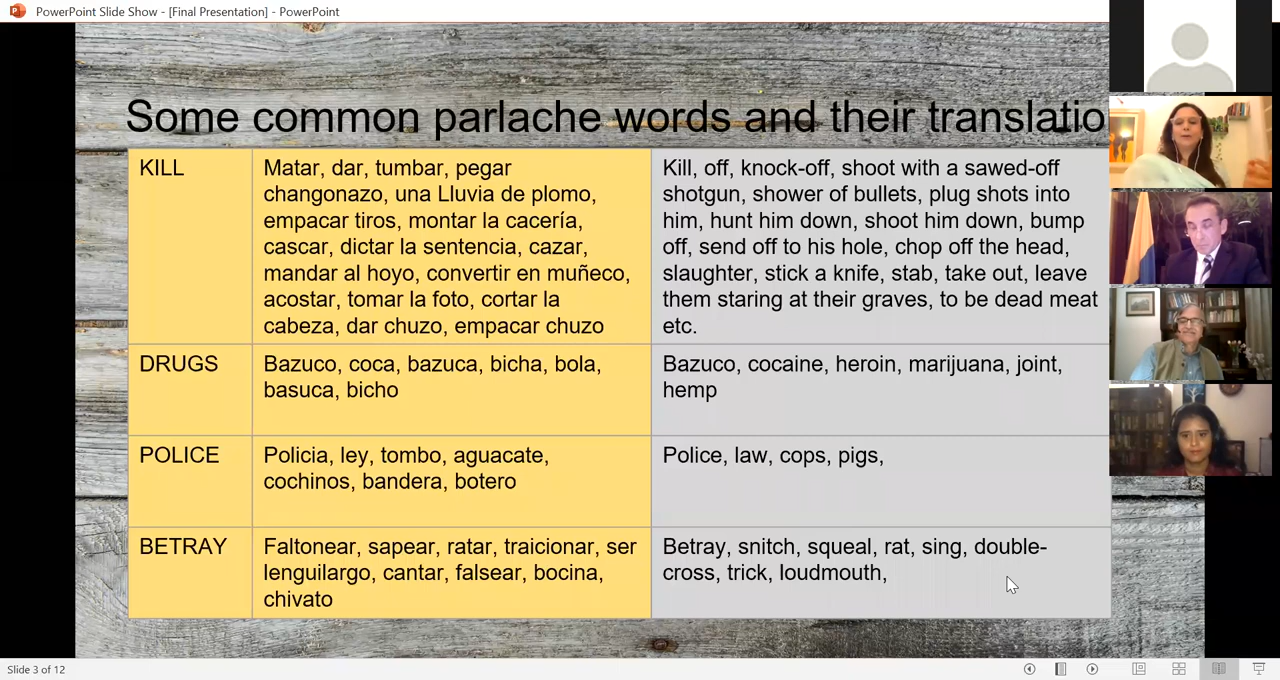 PowerPoint Slide Show - [Final Presentation] - PowerPoint
Some common parlache words and their translatio
KILL
Matar, dar, tumbar, pegar
changonazo, una Lluvia de plomo,
empacar tiros, montar la cacería,
cascar, dictar la sentencia, cazar,
mandar al hoyo, convertir en muñeco,
acostar, tomar la foto, cortar la
cabeza, dar chuzo, empacar chuzo
Kill, off, knock-off, shoot with a sawed-off
shotgun, shower of bullets, plug shots into
him, hunt him down, shoot him down, bump
off, send off to his hole, chop off the head,
slaughter, stick a knife, stab, take out, leave
them staring at their graves, to be dead meat
etc.
DRUGS
Bazuco, coca, bazuca, bicha, bola,
basuca, bicho
Bazuco, cocaine, heroin, marijuana, joint,
hemp
POLICE
Policia, ley, tombo, aguacate,
cochinos, bandera, botero
Police, law, cops, pigs,
BETRAY
Faltonear, sapear, ratar, traicionar, ser
lenguilargo, cantar, falsear, bocina,
chivato
Betray, snitch, squeal, rat, sing, double-
cross, trick, loudmouth,
Slide 3 of 12